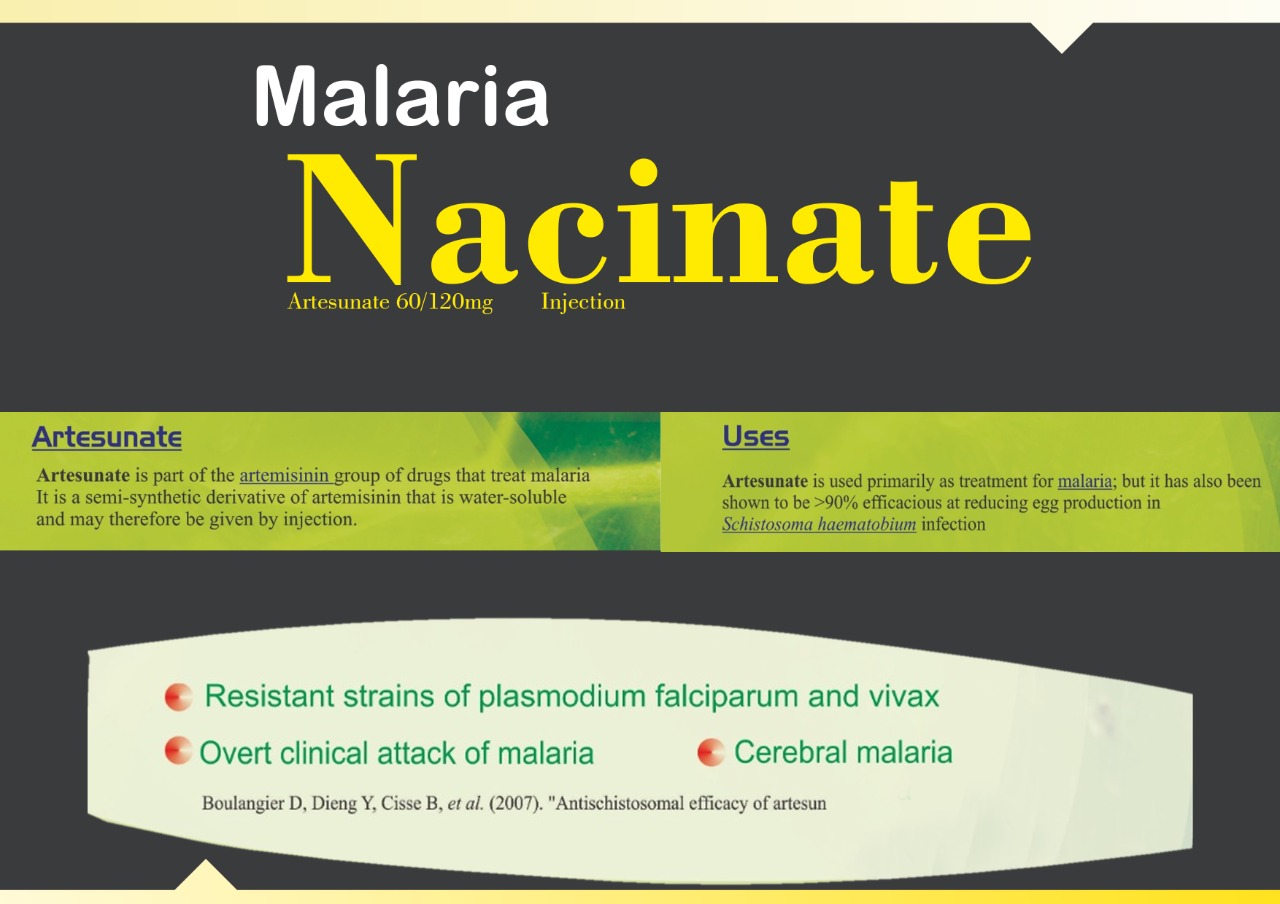 Malaria
Nacinate
Artesunate 60/120mg Injection
Artesunate
Artesunate is part of the artemisinin group of drugs that treat malaria
It is a semi-synthetic derivative of artemisinin that is water-soluble
and may therefore be given by injection.
Uses
Artesunate is used primarily as treatment for malaria; but it has also been
shown to be >90% efficacious at reducing egg production in
Schistosoma haematobium infection
Resistant strains of plasmodium falciparum and vivax
Overt clinical attack of malaria
Cerebral malaria
Boulangier D, Dieng Y, Cisse B, et al. (2007). "Antischistosomal efficacy of artesun